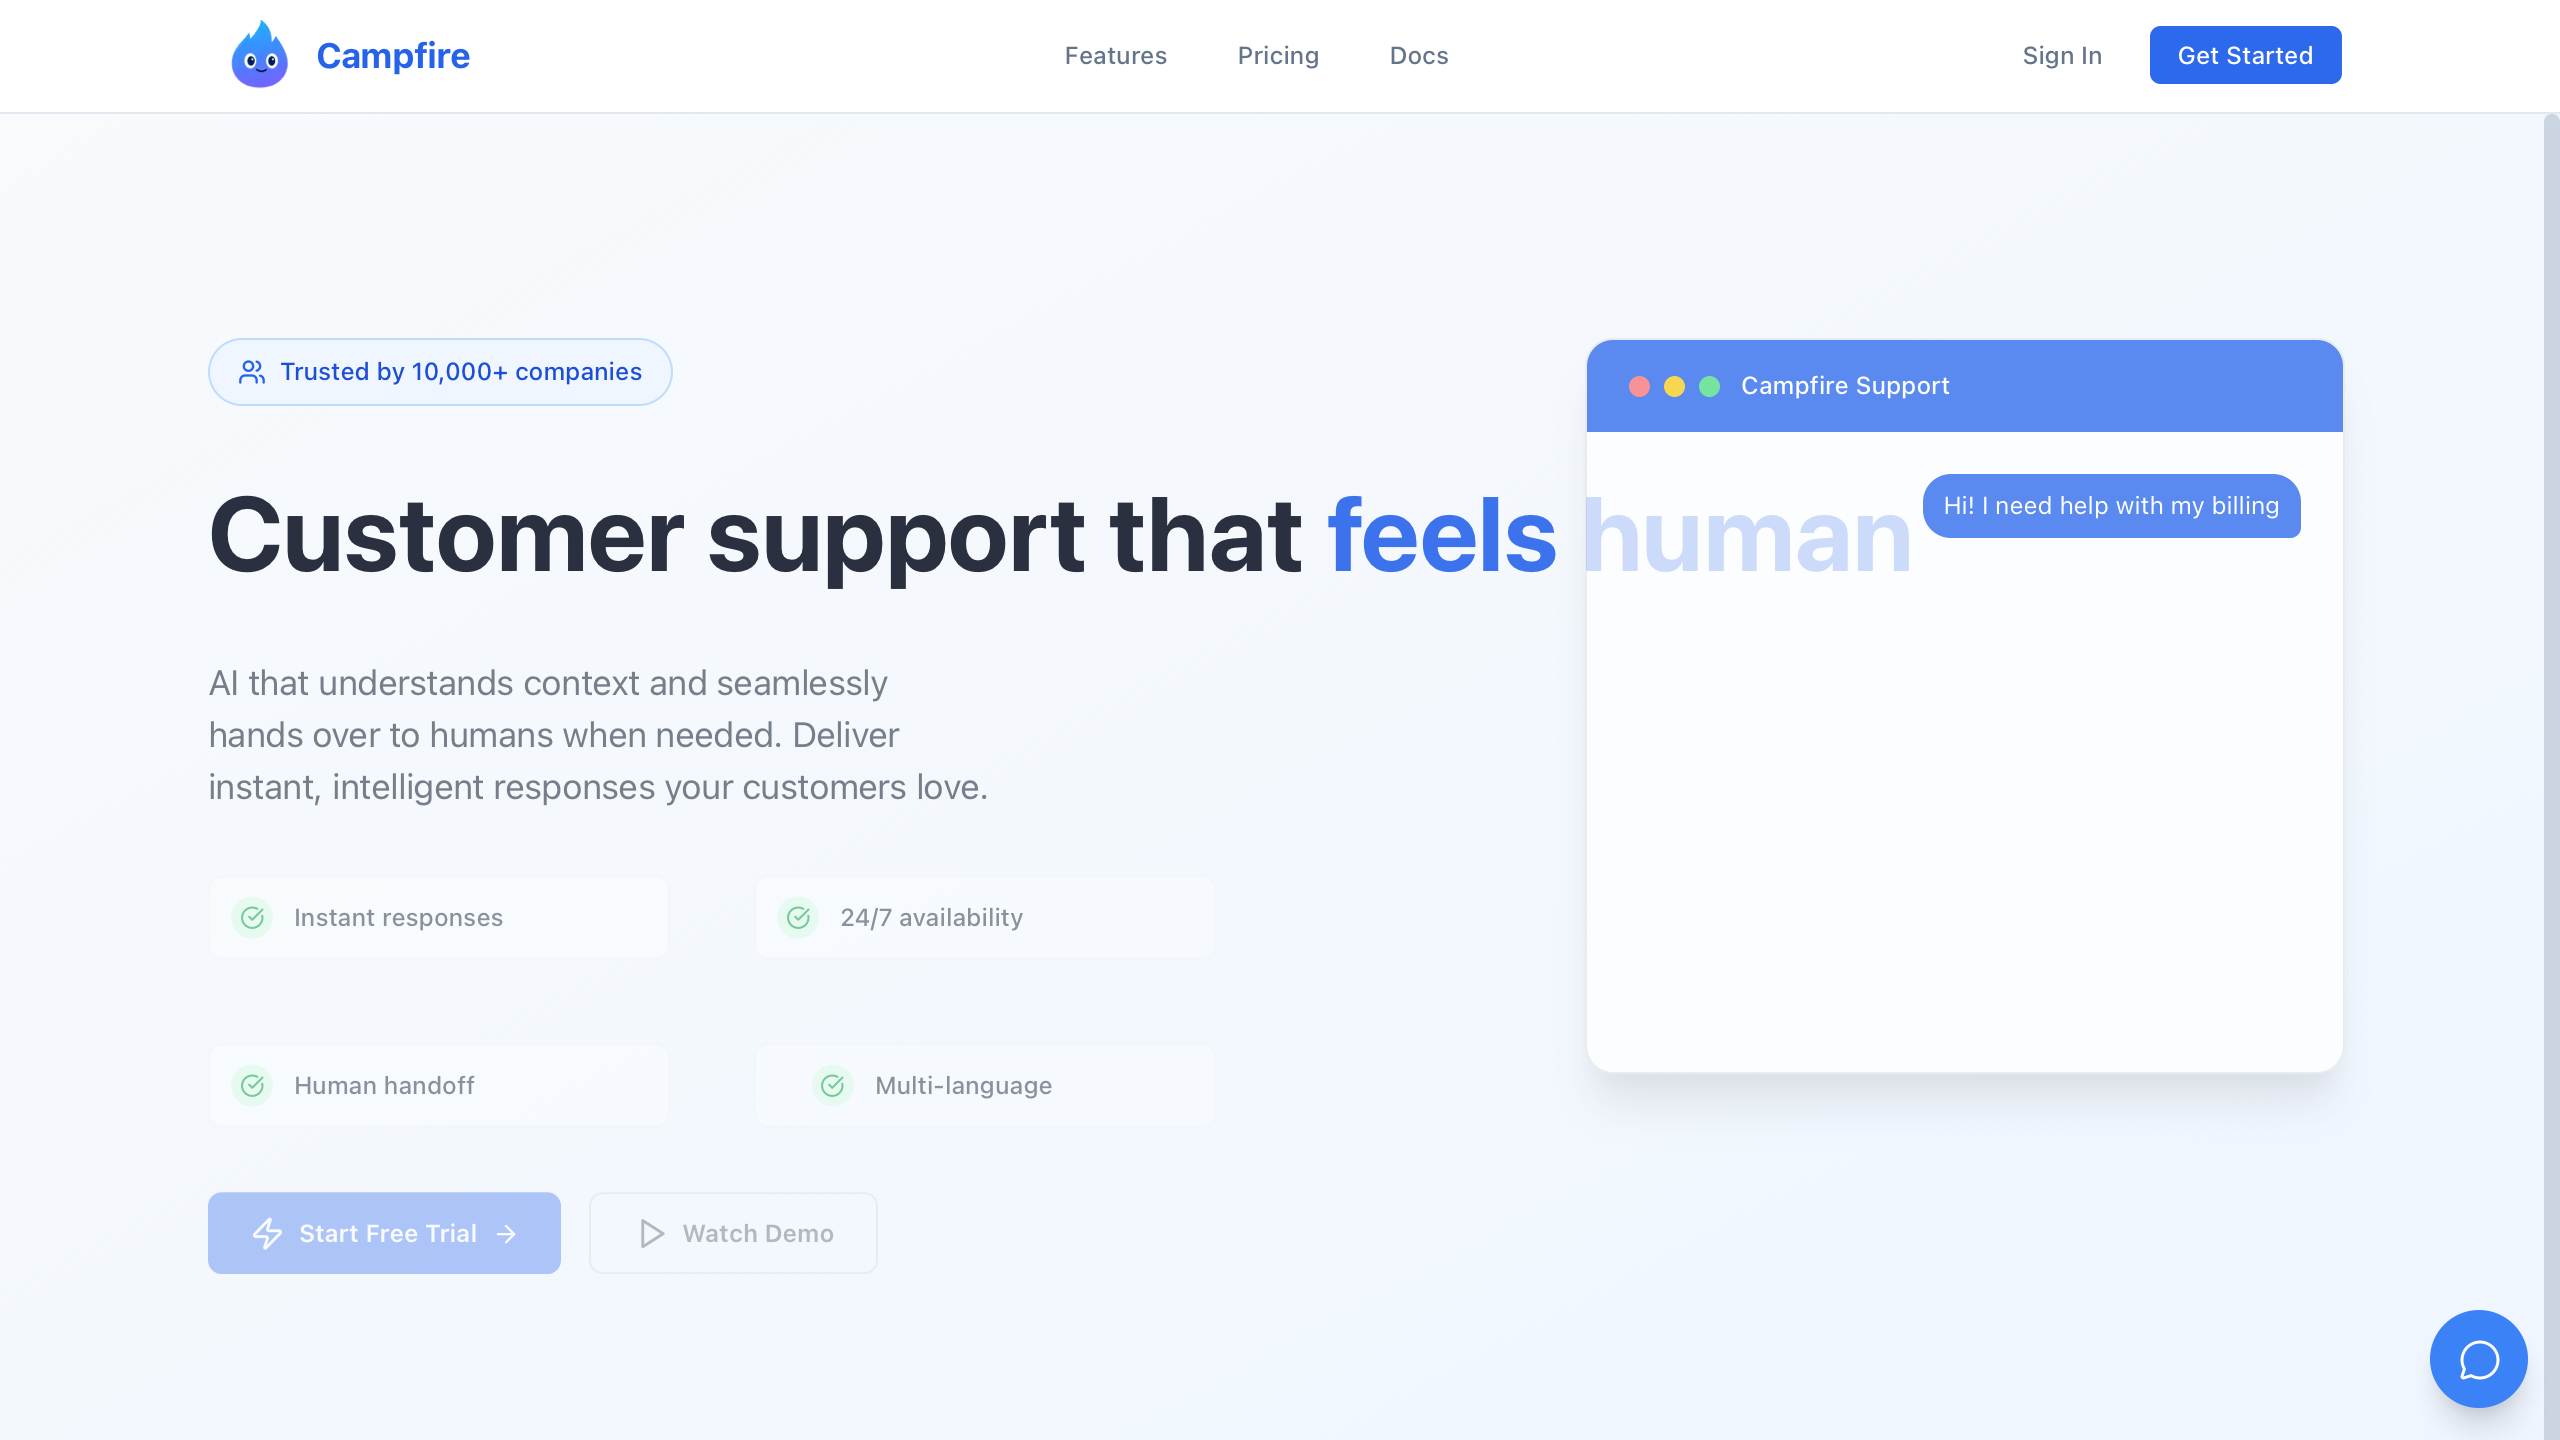 Campfire
Features
Pricing
Docs
Sign In
Get Started
Trusted by 10,000+ companies
Customer support that feels human
AI that understands context and seamlessly
hands over to humans when needed. Deliver
instant, intelligent responses your customers love.
Instant responses
24/7 availability
Human handoff
Multi-language
Start Free Trial
Watch Demo
Campfire Support
Hi! I need help with my billing